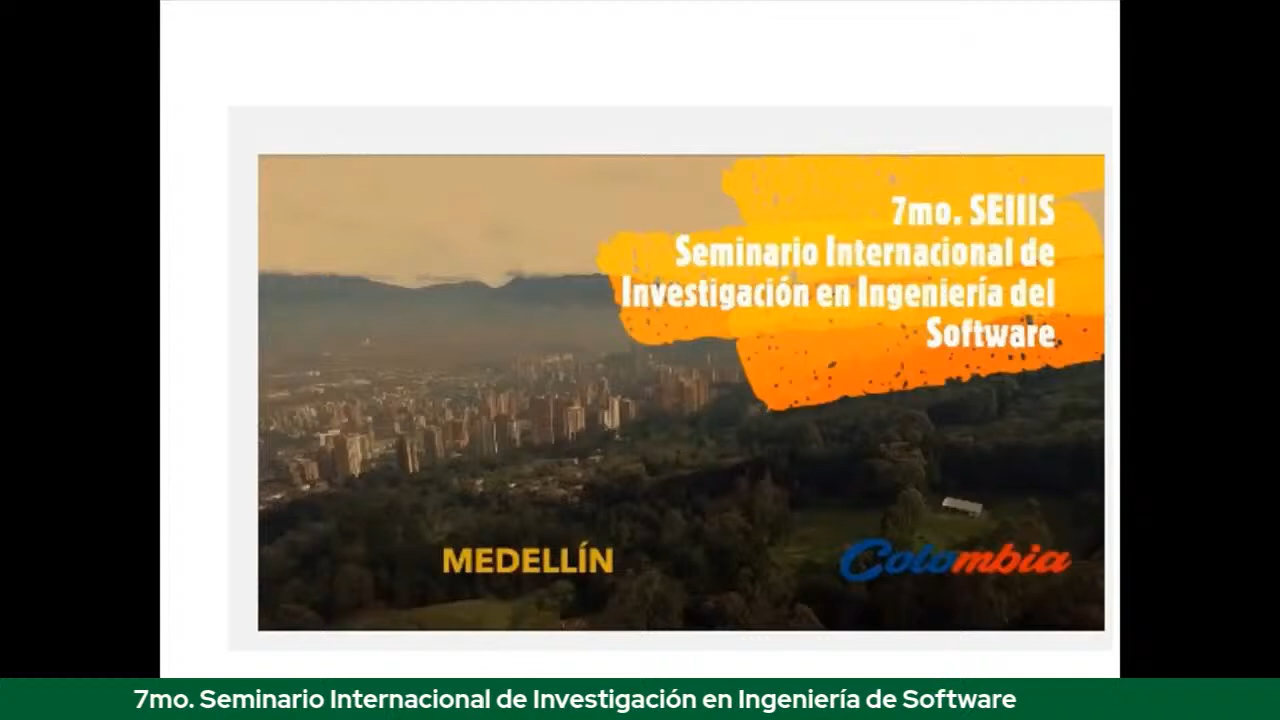 7mo. SEIIIS
Seminario Internacional de
Investigación en Ingeniería del
Software
MEDELLÍN
Colombia
7mo. Seminario Internacional de Investigación en Ingeniería de Software